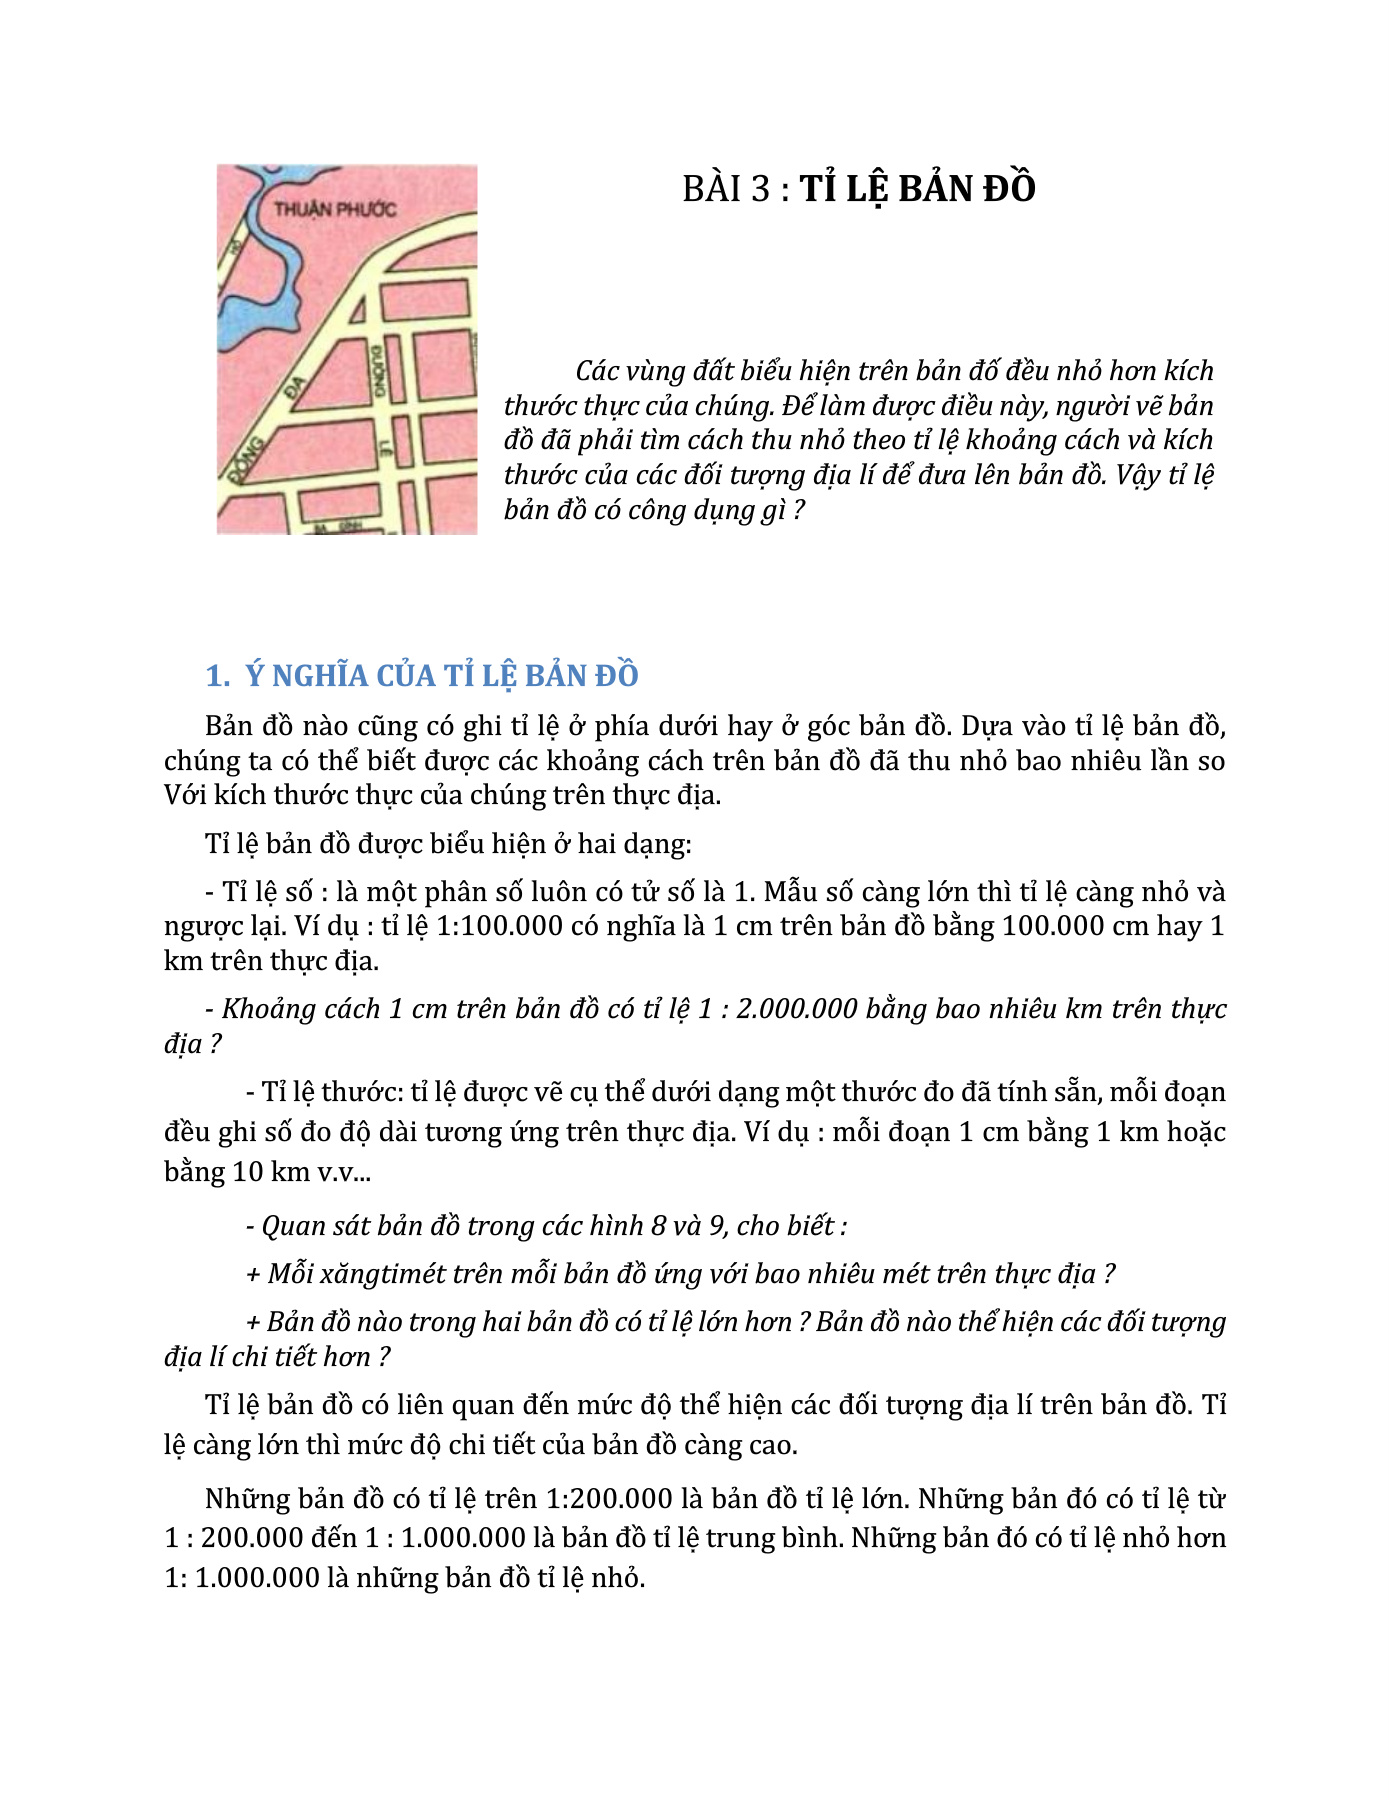 BÀI 3 : TỈ LỆ BẢN ĐỒ
THUẬN PHƯỚC
HỒ
ĐƯỜNG
ĐA
LÊ
ĐỐNG
BA ĐÌNH
Các vùng đất biểu hiện trên bản đố đều nhỏ hơn kích
thước thực của chúng. Để làm được điều này, người vẽ bản
đồ đã phải tìm cách thu nhỏ theo tỉ lệ khoảng cách và kích
thước của các đối tượng địa lí để đưa lên bản đồ. Vậy tỉ lệ
bản đồ có công dụng gì ?
1. Ý NGHĨA CỦA TỈ LỆ BẢN ĐỒ
Bản đồ nào cũng có ghi tỉ lệ ở phía dưới hay ở góc bản đồ. Dựa vào tỉ lệ bản đồ,
chúng ta có thể biết được các khoảng cách trên bản đồ đã thu nhỏ bao nhiêu lần so
Với kích thước thực của chúng trên thực địa.
Tỉ lệ bản đồ được biểu hiện ở hai dạng:
- Tỉ lệ số : là một phân số luôn có tử số là 1. Mẫu số càng lớn thì tỉ lệ càng nhỏ và
ngược lại. Ví dụ : tỉ lệ 1:100.000 có nghĩa là 1 cm trên bản đồ bằng 100.000 cm hay 1
km trên thực địa.
- Khoảng cách 1 cm trên bản đồ có tỉ lệ 1 : 2.000.000 bằng bao nhiêu km trên thực
địa ?
- Tỉ lệ thước: tỉ lệ được vẽ cụ thể dưới dạng một thước đo đã tính sẵn, mỗi đoạn
đều ghi số đo độ dài tương ứng trên thực địa. Ví dụ : mỗi đoạn 1 cm bằng 1 km hoặc
bằng 10 km v.v...
- Quan sát bản đồ trong các hình 8 và 9, cho biết :
+ Mỗi xăngtimét trên mỗi bản đồ ứng với bao nhiêu mét trên thực địa ?
+ Bản đồ nào trong hai bản đồ có tỉ lệ lớn hơn ? Bản đồ nào thể hiện các đối tượng
địa lí chi tiết hơn ?
Tỉ lệ bản đồ có liên quan đến mức độ thể hiện các đối tượng địa lí trên bản đồ. Tỉ
lệ càng lớn thì mức độ chi tiết của bản đồ càng cao.
Những bản đồ có tỉ lệ trên 1:200.000 là bản đồ tỉ lệ lớn. Những bản đó có tỉ lệ từ
1 : 200.000 đến 1 : 1.000.000 là bản đồ tỉ lệ trung bình. Những bản đó có tỉ lệ nhỏ hơn
1: 1.000.000 là những bản đồ tỉ lệ nhỏ.